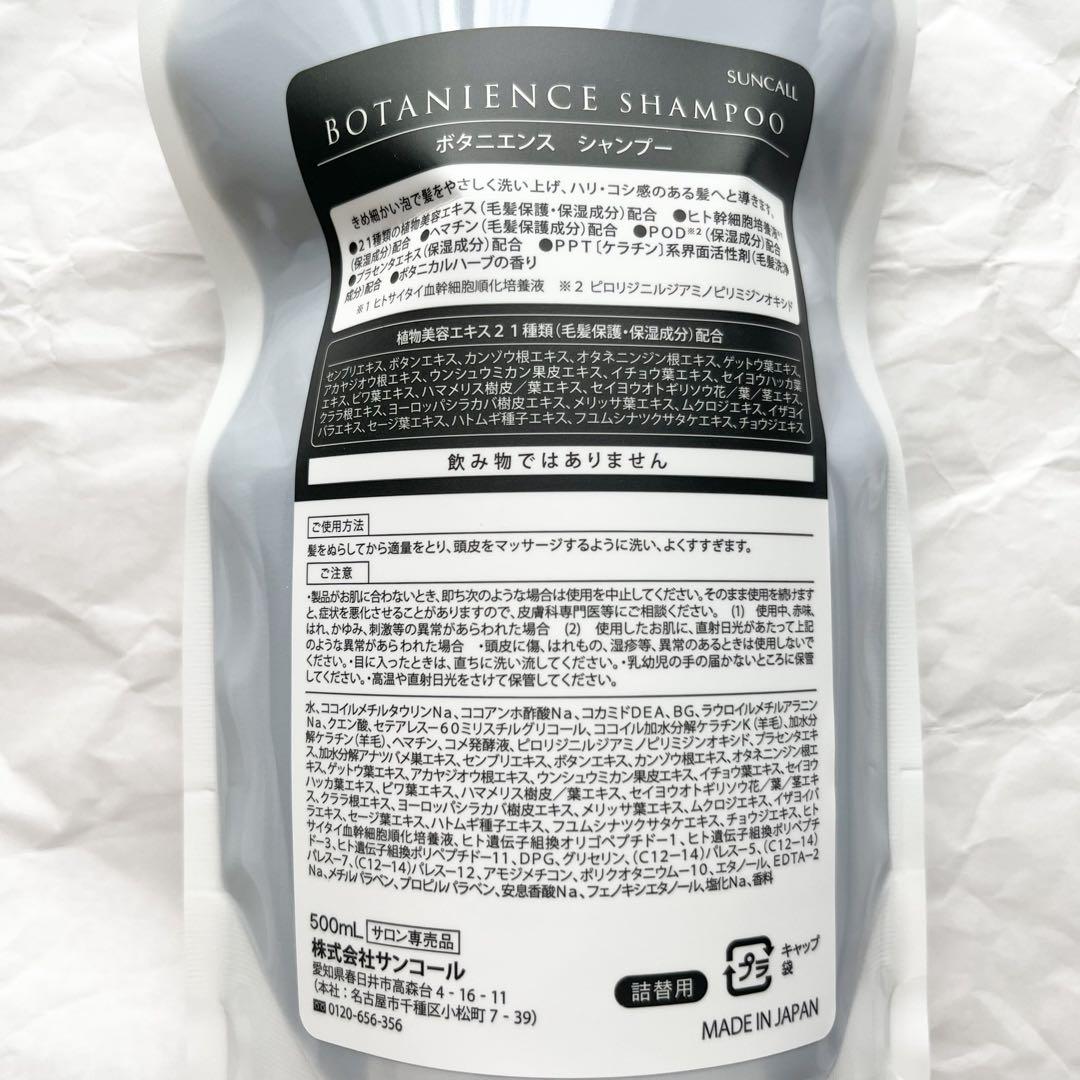 SUNCALL
BOTANIENCE SHAMPOO
ボタニエンス シャンプー
きめ細かい泡で髪をやさしく洗い上げ、ハリ・コシ感のある髪へと導きます。
●21種類の植物美容エキス(毛髪保護・保湿成分)配合 ●ヒト幹細胞培養液※1
(保湿成分)配合 ●ヘマチン(毛髪保護成分)配合 ●POD※2(保湿成分)配合
●プラセンタエキス(保湿成分)配合 ●PPT〔ケラチン〕系界面活性剤(毛髪洗浄
成分)配合 ●ボタニカルハーブの香り
※1 ヒトサイタイ血幹細胞順化培養液 ※2 ピロリジニルジアミノピリミジンオキシド
植物美容エキス21種類(毛髪保護・保湿成分)配合
センブリエキス、ボタンエキス、カンゾウ根エキス、オタネニンジン根エキス、ゲットウ葉エキス、
アカヤジオウ根エキス、ウンシュウミカン果皮エキス、イチョウ葉エキス、セイヨウハッカ葉
エキス、ビワ葉エキス、ハマメリス樹皮/葉エキス、セイヨウオトギリソウ花/葉/茎エキス、
クララ根エキス、ヨーロッパシラカバ樹皮エキス、メリッサ葉エキス、ムクロジエキス、イザヨイ
バラエキス、セージ葉エキス、ハトムギ種子エキス、フユムシナツクサタケエキス、チョウジエキス
飲み物ではありません
ご使用方法
髪をぬらしてから適量をとり、頭皮をマッサージするように洗い、よくすすぎます。
ご注意
・製品がお肌に合わないとき、即ち次のような場合は使用を中止してください。そのまま使用を続けます
と、症状を悪化させることがありますので、皮膚科専門医等にご相談ください。 (1) 使用中、赤味、
はれ、かゆみ、刺激等の異常があらわれた場合 (2) 使用したお肌に、直射日光があたって上記
のような異常があらわれた場合 ・頭皮に傷、はれもの、湿疹等、異常のあるときは使用しないで
ください。・目に入ったときは、直ちに洗い流してください。・乳幼児の手の届かないところに保管
してください。・高温や直射日光をさけて保管してください。
水、ココイルメチルタウリンNa、ココアンホ酢酸Na、コカミドDEA、BG、ラウロイルメチルアラニン
Na、クエン酸、セテアレス-60ミリスチルグリコール、ココイル加水分解ケラチンK(羊毛)、加水分
解ケラチン(羊毛)、ヘマチン、コメ発酵液、ピロリジニルジアミノピリミジンオキシド、プラセンタエキ
ス、加水分解アナツバメ巣エキス、センブリエキス、ボタンエキス、カンゾウ根エキス、オタネニンジン根エ
キス、ゲットウ葉エキス、アカヤジオウ根エキス、ウンシュウミカン果皮エキス、イチョウ葉エキス、セイヨウ
ハッカ葉エキス、ビワ葉エキス、ハマメリス樹皮/葉エキス、セイヨウオトギリソウ花/葉/茎エキ
ス、クララ根エキス、ヨーロッパシラカバ樹皮エキス、メリッサ葉エキス、ムクロジエキス、イザヨイバ
ラエキス、セージ葉エキス、ハトムギ種子エキス、フユムシナツクサタケエキス、チョウジエキス、ヒト
サイタイ血幹細胞順化培養液、ヒト遺伝子組換オリゴペプチド-1、ヒト遺伝子組換ポリペプチ
ド-3、ヒト遺伝子組換ポリペプチド-11、DPG、グリセリン、(C12-14)パレス-5、(C12-14)
パレス-7、(C12-14)パレス-12、アモジメチコン、ポリクオタニウム-10、エタノール、EDTA-2
Na、メチルパラベン、プロピルパラベン、安息香酸Na、フェノキシエタノール、塩化Na、香料
500mL サロン専売品
株式会社サンコール
愛知県春日井市高森台4-16-11
(本社:名古屋市千種区小松町7-39)
0120-656-356
詰替用
プラ
キャップ
袋
MADE IN JAPAN